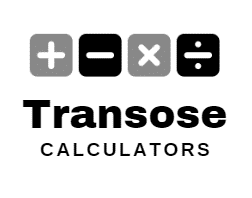 + − × ÷
Transose
CALCULATORS